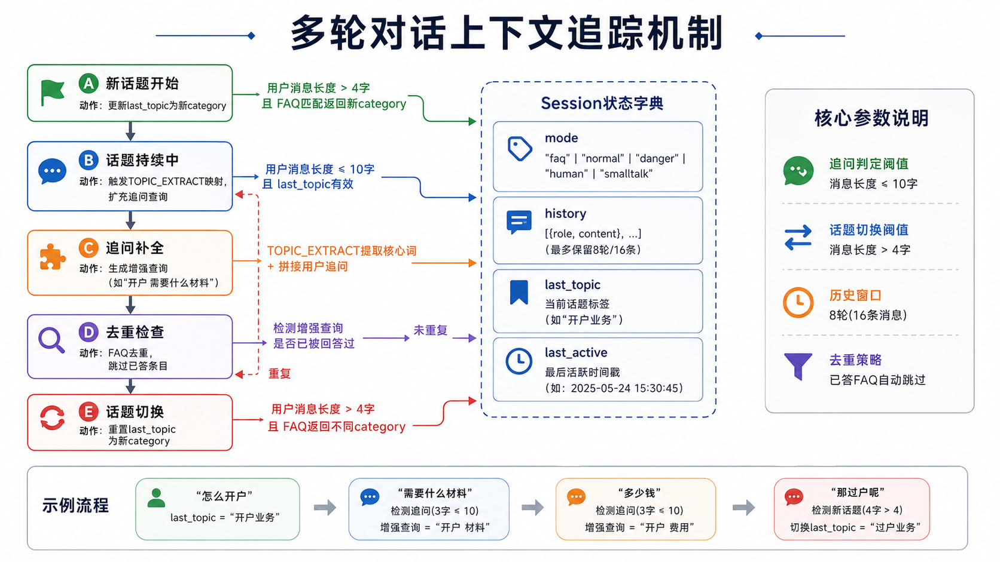 多轮对话上下文追踪机制
A 新话题开始
动作：更新last_topic为新category
用户消息长度 > 4字
且 FAQ匹配返回新category
B 话题持续中
动作：触发TOPIC_EXTRACT映射，
扩充追问查询
用户消息长度 ≤ 10字
且 last_topic有效
C 追问补全
动作：生成增强查询
（如“开户 需要什么材料”）
TOPIC_EXTRACT提取核心词
+ 拼接用户追问
D 去重检查
动作：FAQ去重，
跳过已答条目
检测增强查询
是否已被回答过
未重复
重复
E 话题切换
动作：重置last_topic
为新category
用户消息长度 > 4字
且 FAQ返回不同category
Session状态字典
mode
"faq" | "normal" | "danger" |
"human" | "smalltalk"
history
[{role, content}, ...]
（最多保留8轮/16条）
last_topic
当前话题标签
（如“开户业务”）
last_active
最后活跃时间戳
（如：2025-05-24 15:30:45）
核心参数说明
追问判定阈值
消息长度 ≤ 10字
话题切换阈值
消息长度 > 4字
历史窗口
8轮(16条消息)
去重策略
已答FAQ自动跳过
示例流程
“怎么开户”
last_topic = “开户业务”
“需要什么材料”
检测追问(3字 ≤ 10)
增强查询 = “开户 材料”
“多少钱”
检测追问(3字 ≤ 10)
增强查询 = “开户 费用”
“那过户呢”
检测新话题(4字 > 4)
切换last_topic = “过户业务”